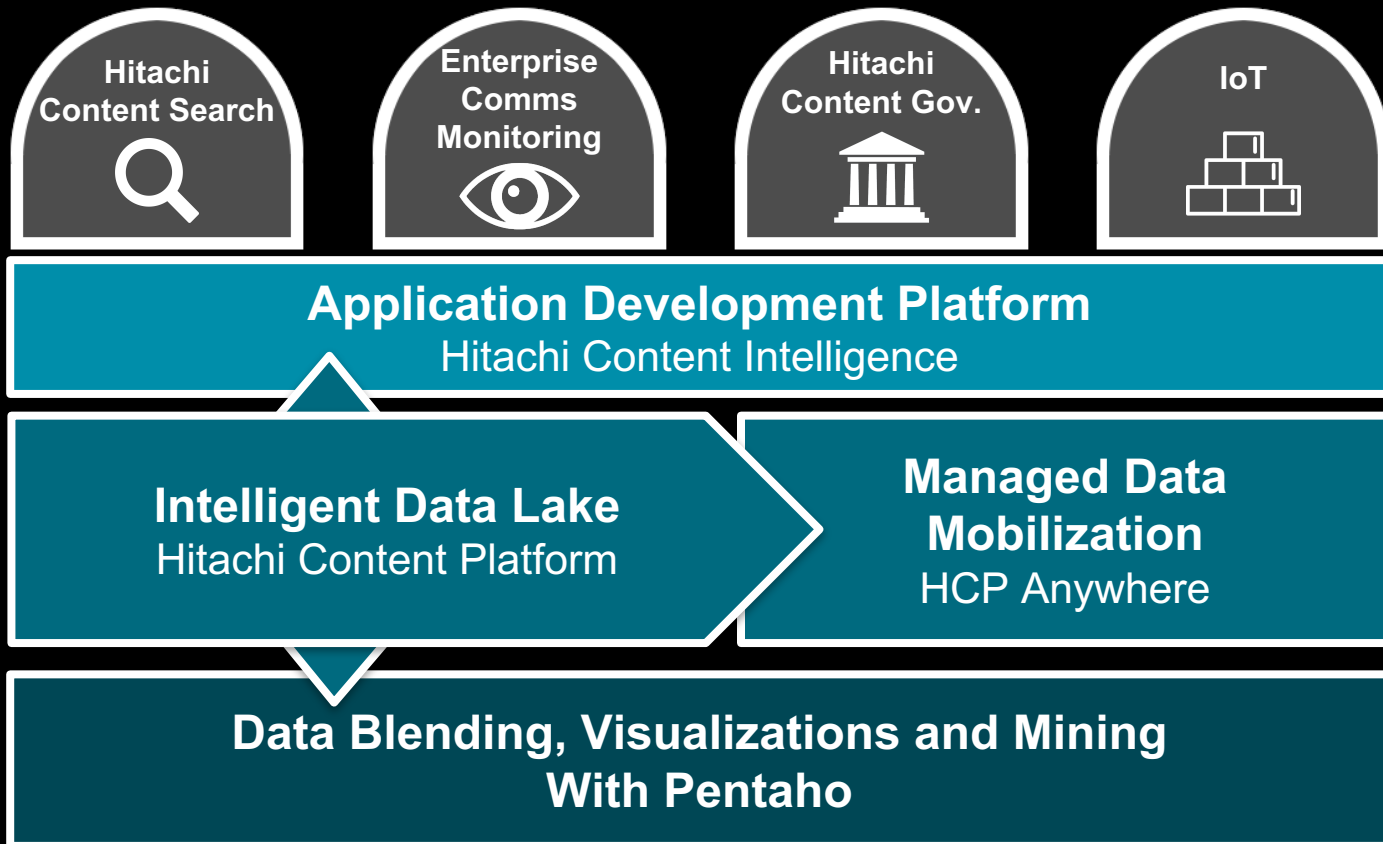 Hitachi
Content Search
Enterprise
Comms
Monitoring
Hitachi
Content Gov.
IoT
Application Development Platform
Hitachi Content Intelligence
Intelligent Data Lake
Hitachi Content Platform
Managed Data
Mobilization
HCP Anywhere
Data Blending, Visualizations and Mining
With Pentaho